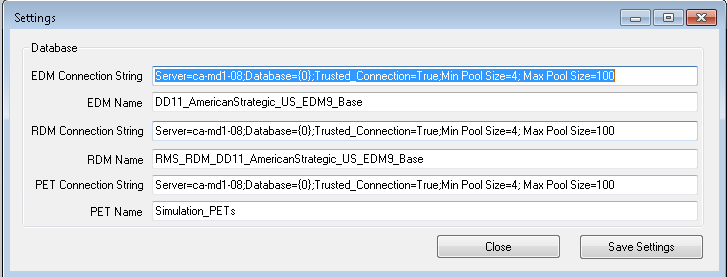 Settings
Database
EDM Connection String Server=ca-md1-08;Database={0};Trusted_Connection=True;Min Pool Size=4; Max Pool Size=100
EDM Name DD11_AmericanStrategic_US_EDM9_Base
RDM Connection String Server=ca-md1-08;Database={0};Trusted_Connection=True;Min Pool Size=4; Max Pool Size=100
RDM Name RMS_RDM_DD11_AmericanStrategic_US_EDM9_Base
PET Connection String Server=ca-md1-08;Database={0};Trusted_Connection=True;Min Pool Size=4; Max Pool Size=100
PET Name Simulation_PETs
Close Save Settings